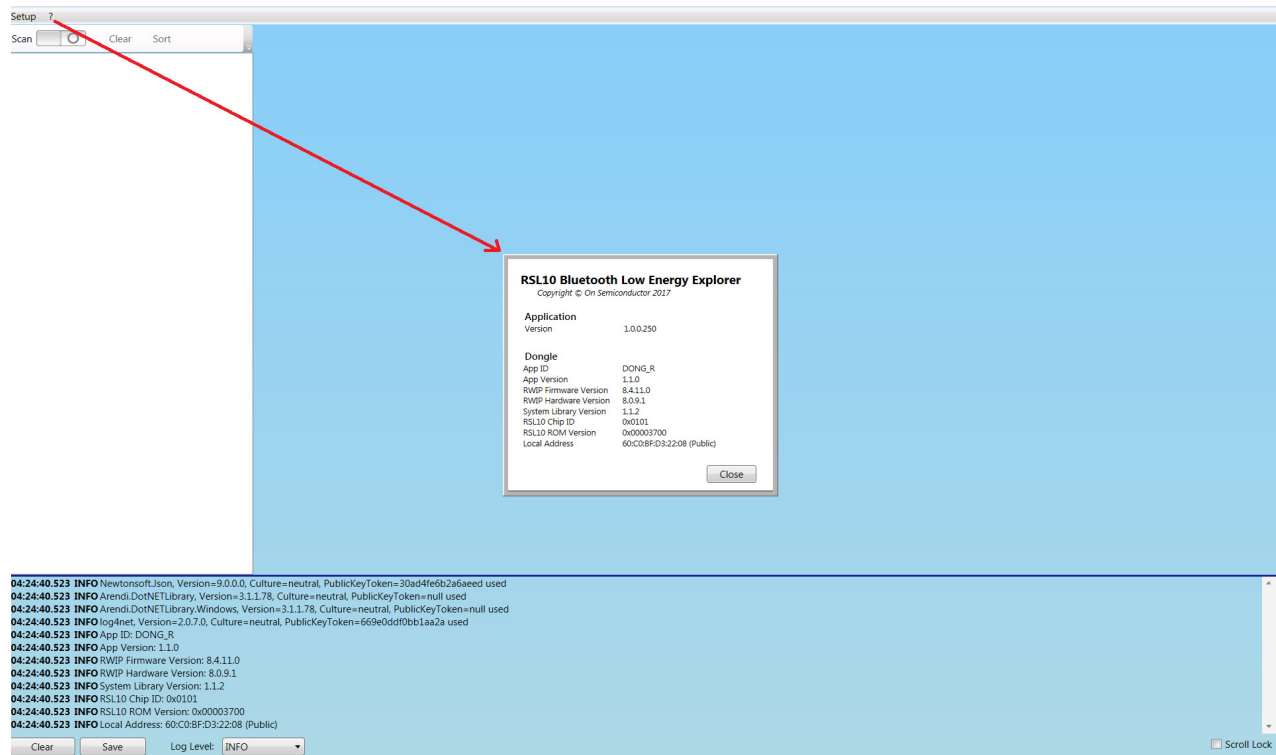 Setup ?
Scan Clear Sort
RSL10 Bluetooth Low Energy Explorer
Copyright © On Semiconductor 2017
Application
Version 1.0.0.250
Dongle
App ID DONG_R
App Version 1.1.0
RWIP Firmware Version 8.4.11.0
RWIP Hardware Version 8.0.9.1
System Library Version 1.1.2
RSL10 Chip ID 0x0101
RSL10 ROM Version 0x00003700
Local Address 60:C0:BF:D3:22:08 (Public)
Close
04:24:40.523 INFO Newtonsoft.Json, Version=9.0.0.0, Culture=neutral, PublicKeyToken=30ad4fe6b2a6aeed used
04:24:40.523 INFO Arendi.DotNETLibrary, Version=3.1.1.78, Culture=neutral, PublicKeyToken=null used
04:24:40.523 INFO Arendi.DotNETLibrary.Windows, Version=3.1.1.78, Culture=neutral, PublicKeyToken=null used
04:24:40.523 INFO log4net, Version=2.0.7.0, Culture=neutral, PublicKeyToken=669e0ddf0bb1aa2a used
04:24:40.523 INFO App ID: DONG_R
04:24:40.523 INFO App Version: 1.1.0
04:24:40.523 INFO RWIP Firmware Version: 8.4.11.0
04:24:40.523 INFO RWIP Hardware Version: 8.0.9.1
04:24:40.523 INFO System Library Version: 1.1.2
04:24:40.523 INFO RSL10 Chip ID: 0x0101
04:24:40.523 INFO RSL10 ROM Version: 0x00003700
04:24:40.523 INFO Local Address: 60:C0:BF:D3:22:08 (Public)
Clear Save Log Level: INFO Scroll Lock